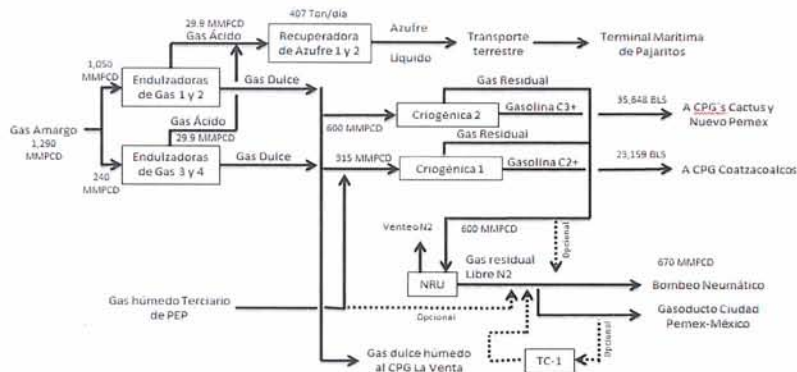 407 Ton/día
29.9 MMPCD
Gas Ácido
Recuperadora
de Azufre 1 y 2
Azufre
Líquido
Transporte
terrestre
Terminal Marítima
de Pajaritos
1,050
MMPCD
Endulzadoras
de Gas 1 y 2
Gas Dulce
Gas Residual
Gas Amargo
1,290
MMPCD
Gas Ácido
29.9 MMPCD
600 MMPCD
Criogénica 2
Gasolina C3+
35,648 BLS
A CPG´s Cactus y
Nuevo Pemex
Gas Residual
240
MMPCD
Endulzadoras
de Gas 3 y 4
Gas Dulce
315 MMPCD
Criogénica 1
Gasolina C2+
23,159 BLS
A CPG Coatzacoalcos
Venteo N2
600 MMPCD
Opcional
Gas residual
Libre N2
670 MMPCD
NRU
Bombeo Neumático
Gas húmedo Terciario
de PEP
Opcional
Gasoducto Ciudad
Pemex-México
Opcional
Gas dulce húmedo
al CPG La Venta
TC-1